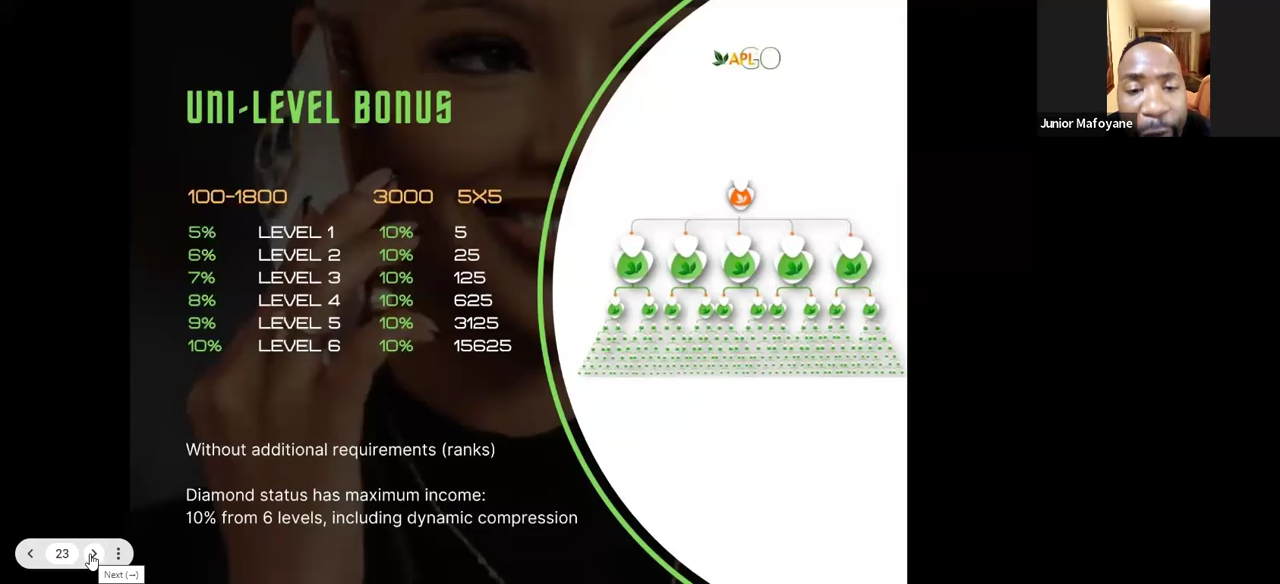 APLGO
Junior Mafoyane
UNI-LEVEL BONUS
100-1800 3000 5X5
5% LEVEL 1 10% 5
6% LEVEL 2 10% 25
7% LEVEL 3 10% 125
8% LEVEL 4 10% 625
9% LEVEL 5 10% 3125
10% LEVEL 6 10% 15625
Without additional requirements (ranks)
Diamond status has maximum income:
10% from 6 levels, including dynamic compression
23
Next (→)